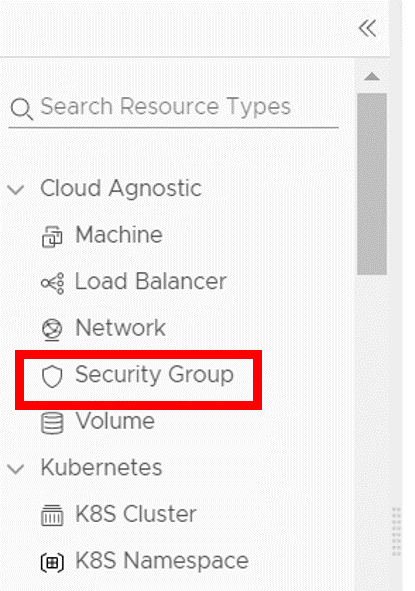 Search Resource Types
Cloud Agnostic
Machine
Load Balancer
Network
Security Group
Volume
Kubernetes
K8S Cluster
K8S Namespace